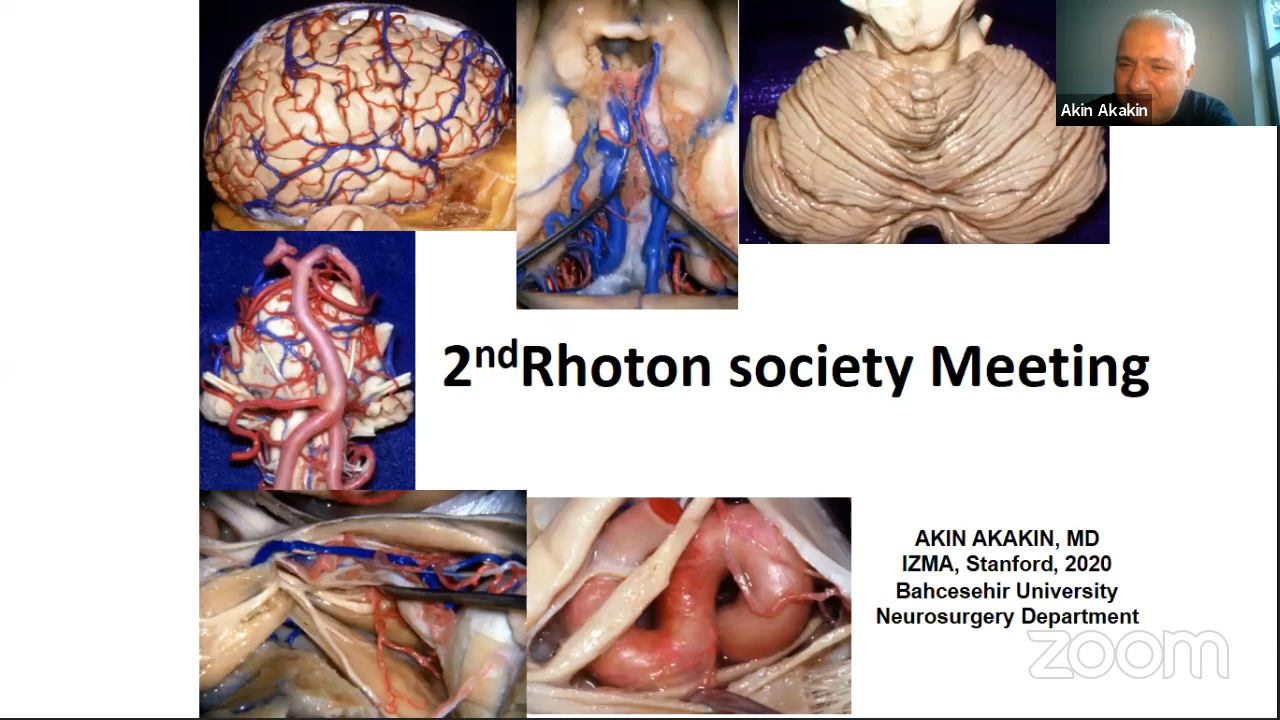 Akin Akakin
2ndRhoton society Meeting
AKIN AKAKIN, MD
IZMA, Stanford, 2020
Bahcesehir University
Neurosurgery Department
zoom